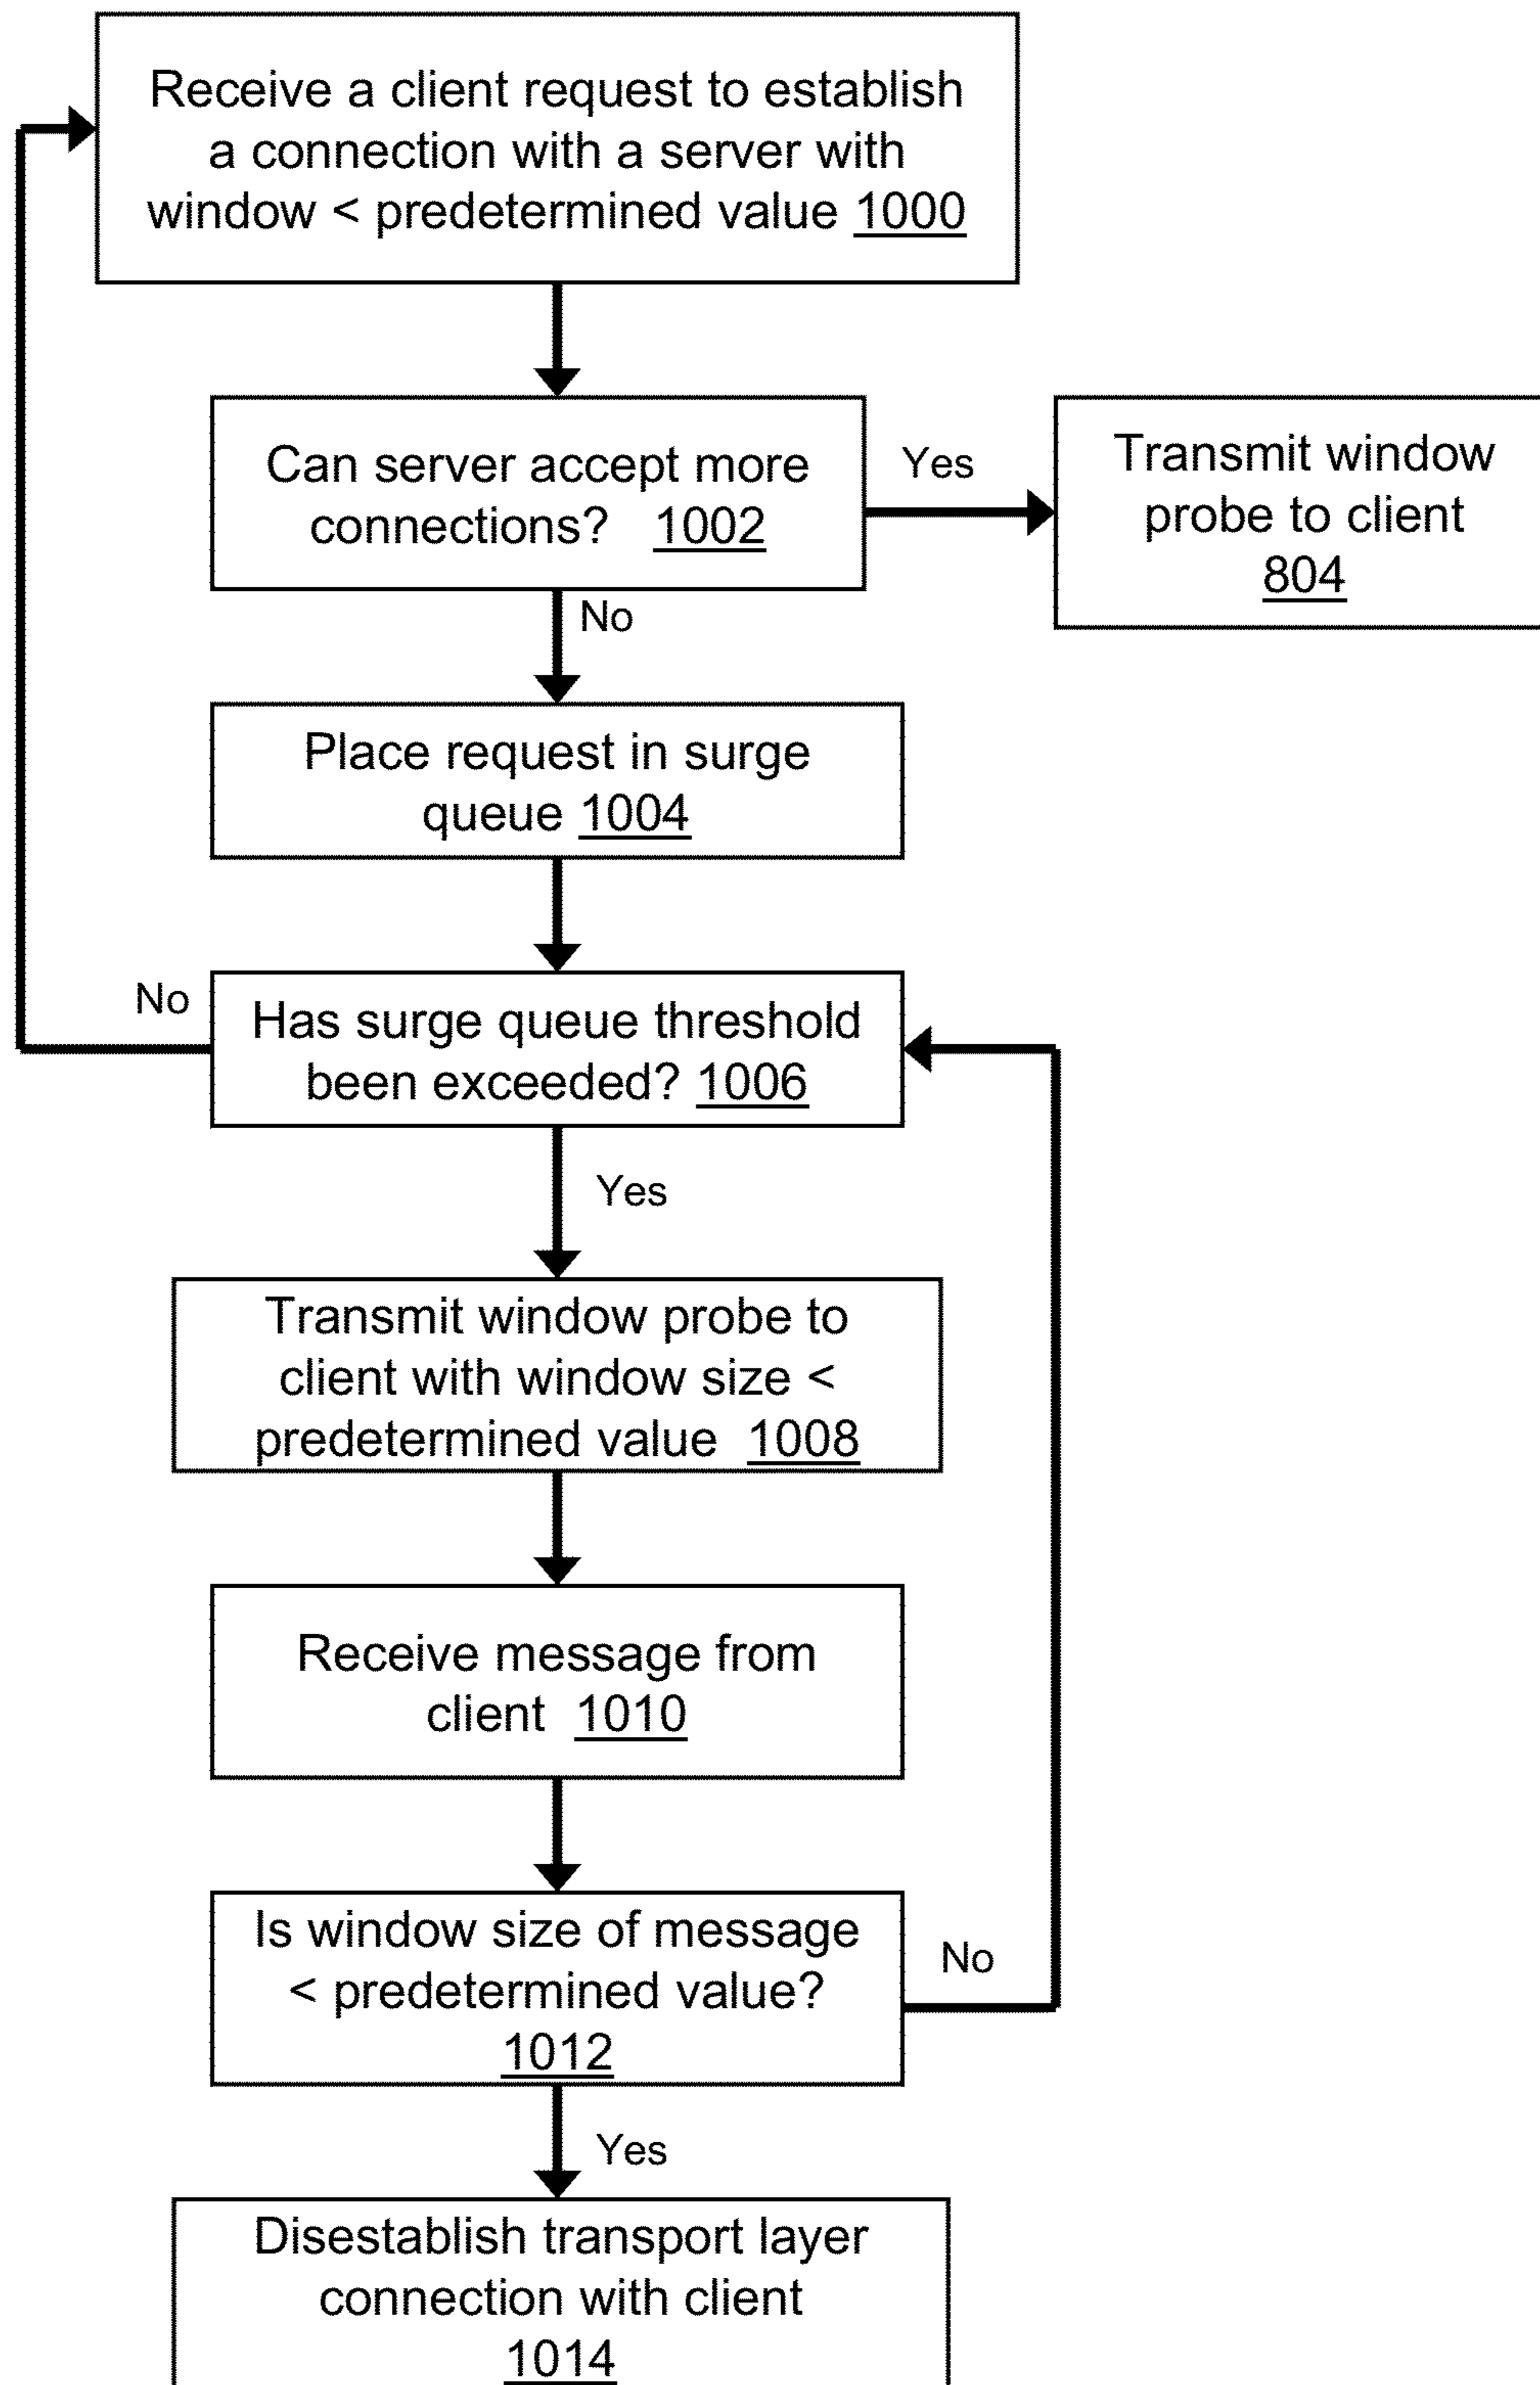 Receive a client request to establish
a connection with a server with
window < predetermined value 1000
Can server accept more
connections? 1002
Yes
Transmit window
probe to client
804
No
Place request in surge
queue 1004
No
Has surge queue threshold
been exceeded? 1006
Yes
Transmit window probe to
client with window size <
predetermined value 1008
Receive message from
client 1010
Is window size of message
< predetermined value?
1012
No
Yes
Disestablish transport layer
connection with client
1014